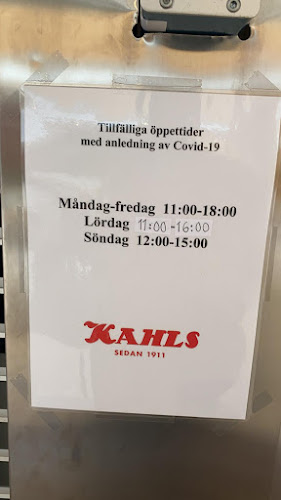 Tillfälliga öppettider
med anledning av Covid-19
Måndag-fredag 11:00-18:00
Lördag 11:00-16:00
Söndag 12:00-15:00
KAHLS
SEDAN 1911